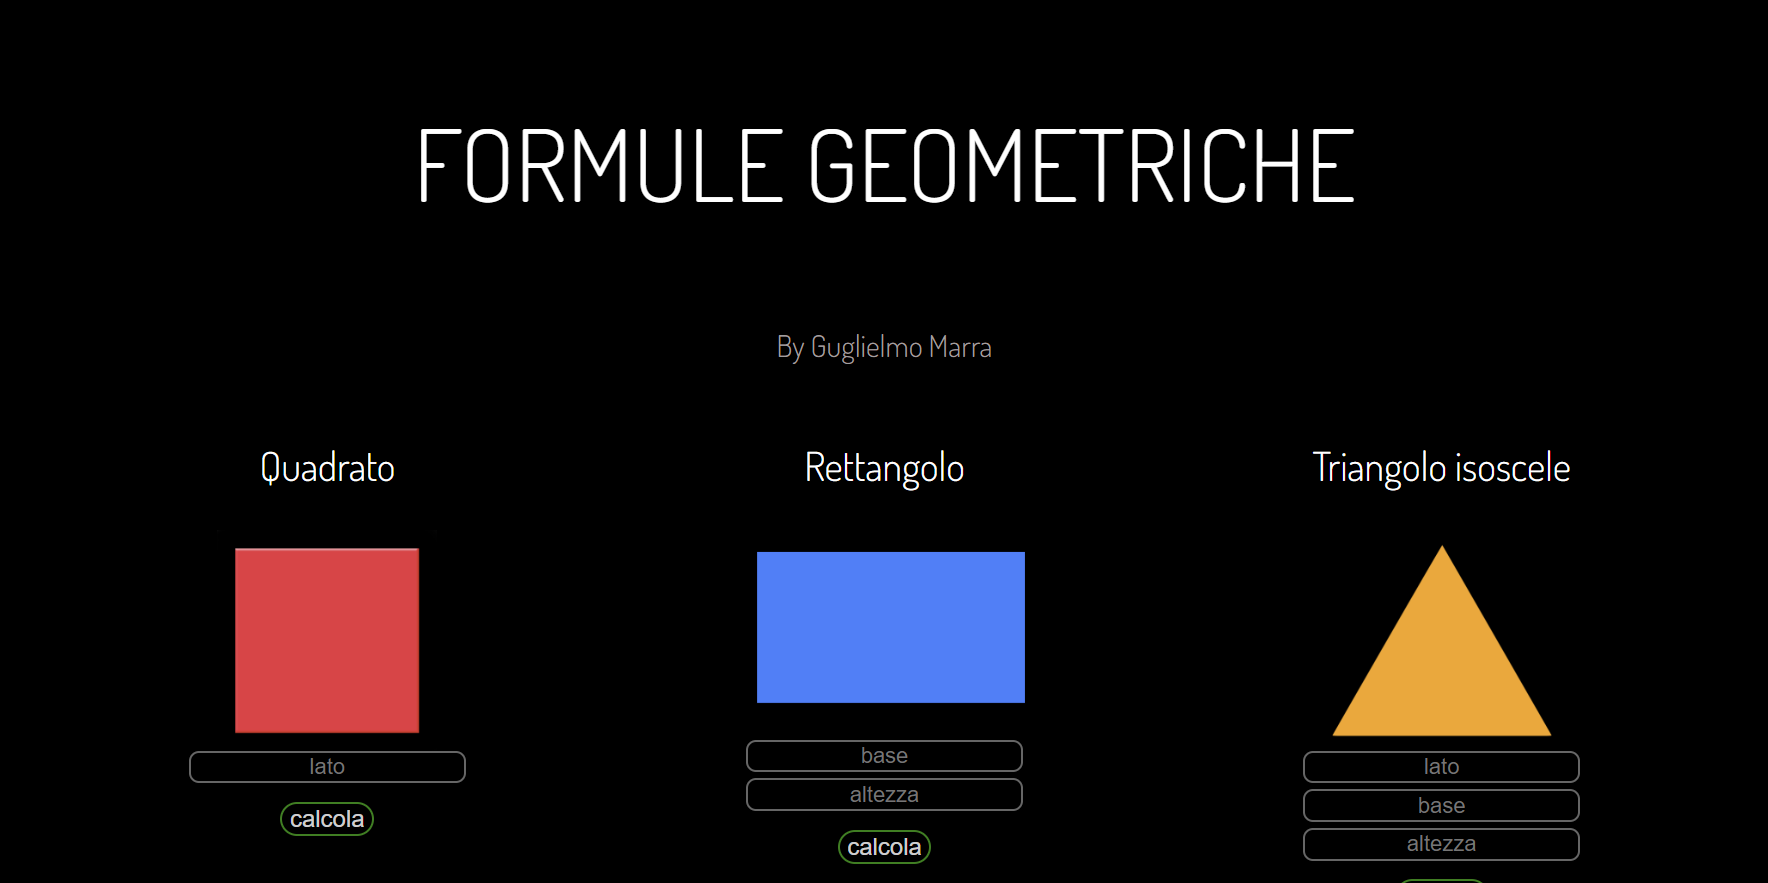 FORMULE GEOMETRICHE
By Guglielmo Marra
Quadrato
lato
calcola
Rettangolo
base
altezza
calcola
Triangolo isoscele
lato
base
altezza